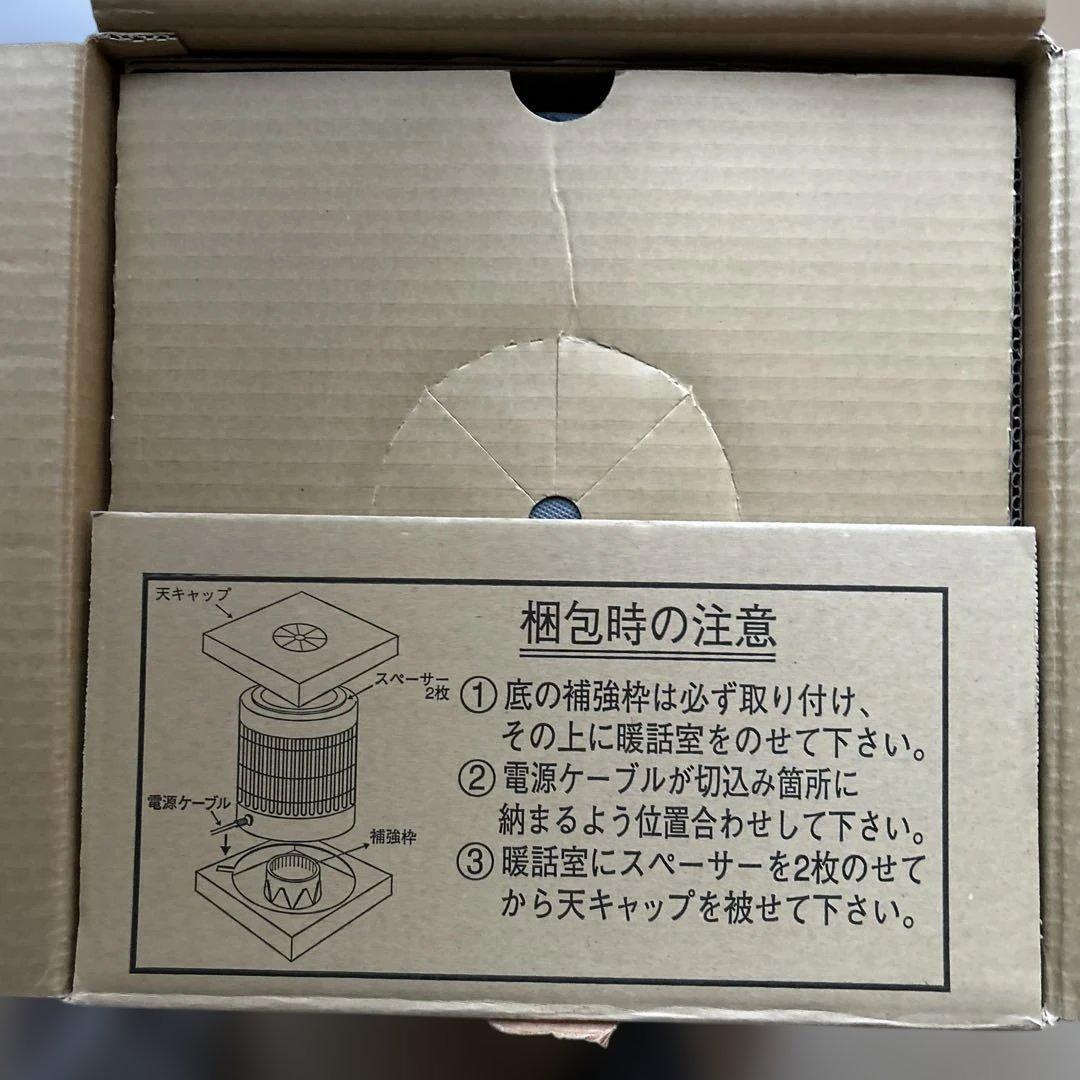 天キャップ
スペーサー
2枚
電源ケーブル
補強枠
梱包時の注意
①底の補強枠は必ず取り付け、
その上に暖話室をのせて下さい。
②電源ケーブルが切込み箇所に
納まるよう位置合わせして下さい。
③暖話室にスペーサーを2枚のせて
から天キャップを被せて下さい。